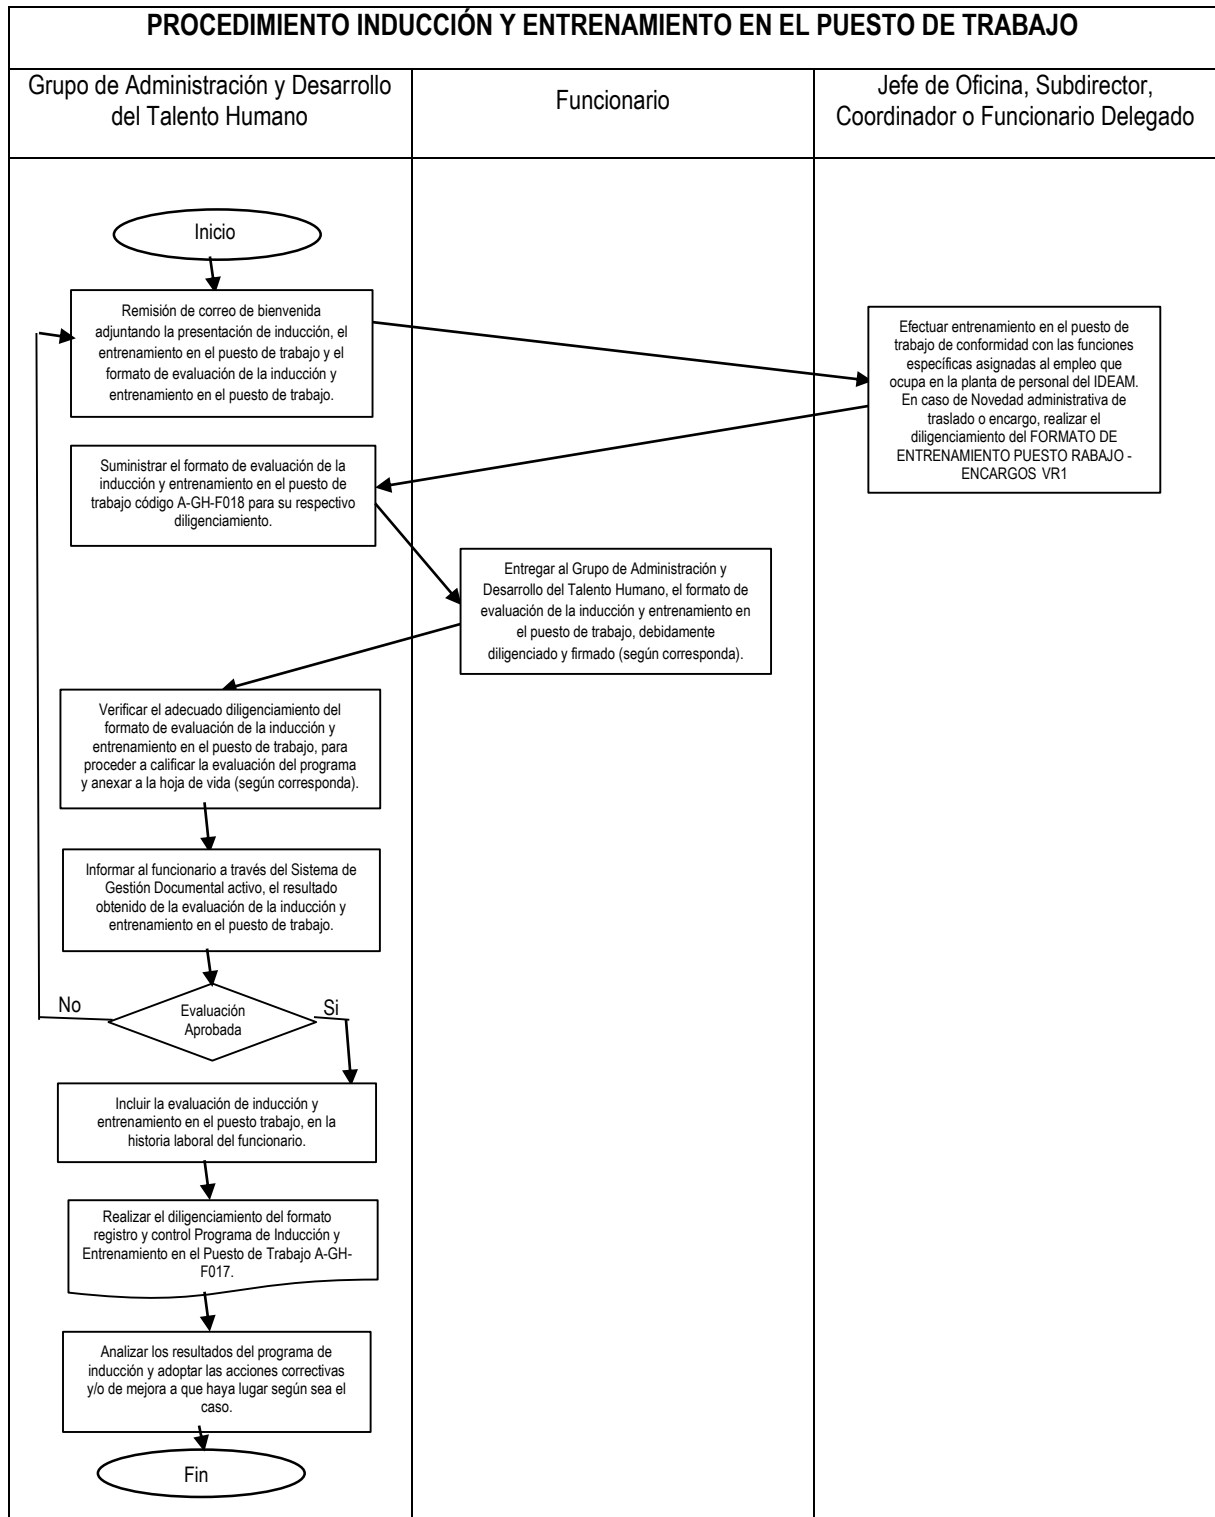 PROCEDIMIENTO INDUCCIÓN Y ENTRENAMIENTO EN EL PUESTO DE TRABAJO
Grupo de Administración y Desarrollo
del Talento Humano
Funcionario
Jefe de Oficina, Subdirector,
Coordinador o Funcionario Delegado
Inicio
Remisión de correo de bienvenida
adjuntando la presentación de inducción, el
entrenamiento en el puesto de trabajo y el
formato de evaluación de la inducción y
entrenamiento en el puesto de trabajo.
Efectuar entrenamiento en el puesto de
trabajo de conformidad con las funciones
específicas asignadas al empleo que
ocupa en la planta de personal del IDEAM.
En caso de Novedad administrativa de
traslado o encargo, realizar el
diligenciamiento del FORMATO DE
ENTRENAMIENTO PUESTO RABAJO -
ENCARGOS VR1
Suministrar el formato de evaluación de la
inducción y entrenamiento en el puesto de
trabajo código A-GH-F018 para su respectivo
diligenciamiento.
Entregar al Grupo de Administración y
Desarrollo del Talento Humano, el formato de
evaluación de la inducción y entrenamiento en
el puesto de trabajo, debidamente
diligenciado y firmado (según corresponda).
Verificar el adecuado diligenciamiento del
formato de evaluación de la inducción y
entrenamiento en el puesto de trabajo, para
proceder a calificar la evaluación del programa
y anexar a la hoja de vida (según corresponda).
Informar al funcionario a través del Sistema de
Gestión Documental activo, el resultado
obtenido de la evaluación de la inducción y
entrenamiento en el puesto de trabajo.
No
Evaluación
Aprobada
Si
Incluir la evaluación de inducción y
entrenamiento en el puesto trabajo, en la
historia laboral del funcionario.
Realizar el diligenciamiento del formato
registro y control Programa de Inducción y
Entrenamiento en el Puesto de Trabajo A-GH-
F017.
Analizar los resultados del programa de
inducción y adoptar las acciones correctivas
y/o de mejora a que haya lugar según sea el
caso.
Fin